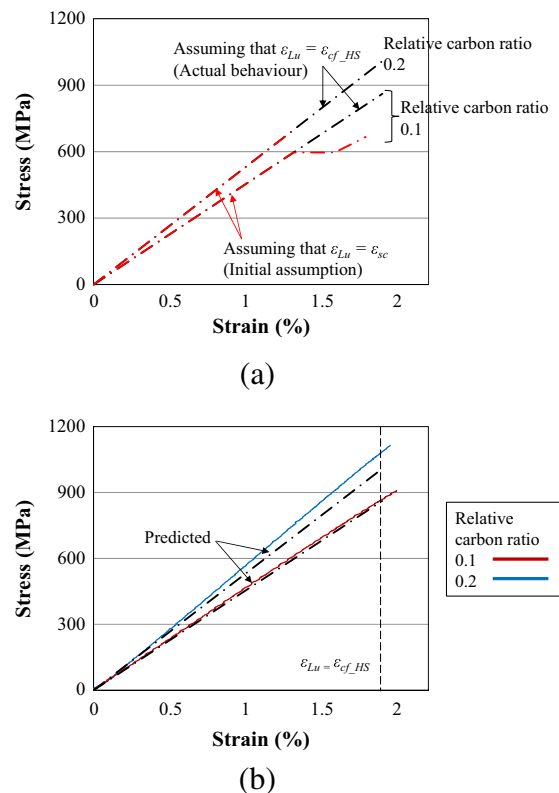 (a)
1200
900
600
300
0
Stress (MPa)
0
0.5
1
1.5
2
Strain (%)
Assuming that εLu = εcf_HS
(Actual behaviour)
Relative carbon ratio
0.2
Relative carbon ratio
0.1
Assuming that εLu = εsc
(Initial assumption)
(a)
1200
900
600
300
0
Stress (MPa)
0
0.5
1
1.5
2
Strain (%)
Predicted
εLu = εcf_HS
Relative
carbon ratio
0.1
0.2
(b)